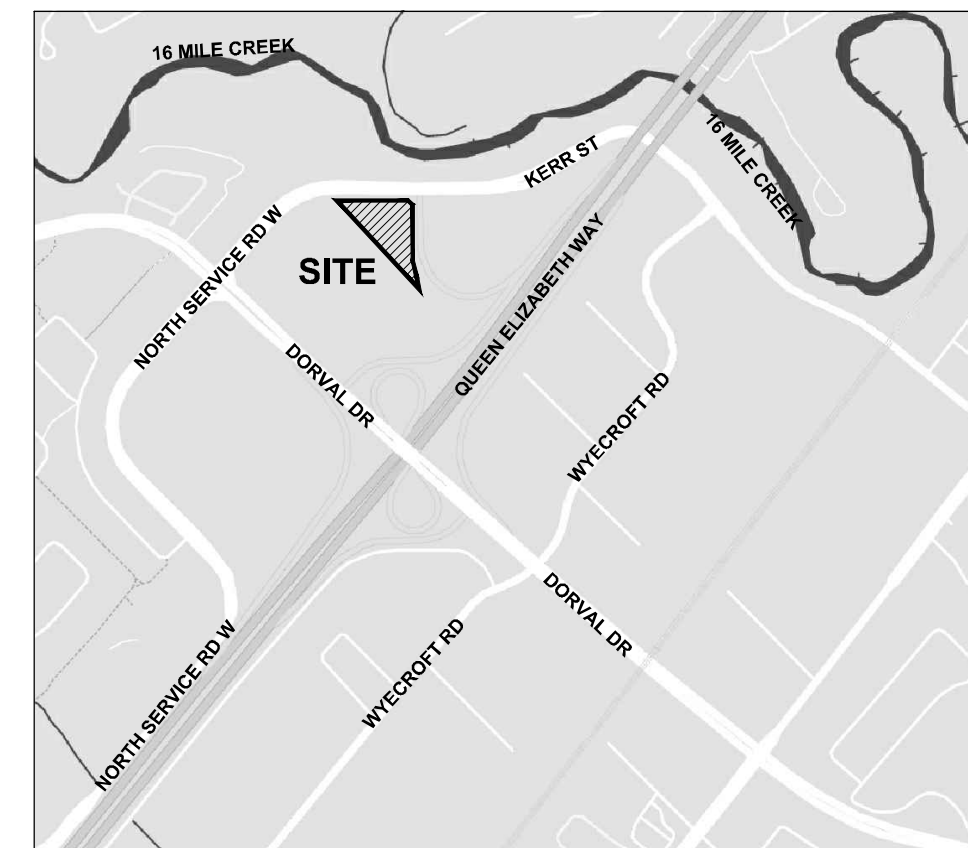 16 MILE CREEK
16 MILE CREEK
KERR ST
NORTH SERVICE RD W
SITE
QUEEN ELIZABETH WAY
DORVAL DR
WYECROFT RD
DORVAL DR
WYECROFT RD
NORTH SERVICE RD W